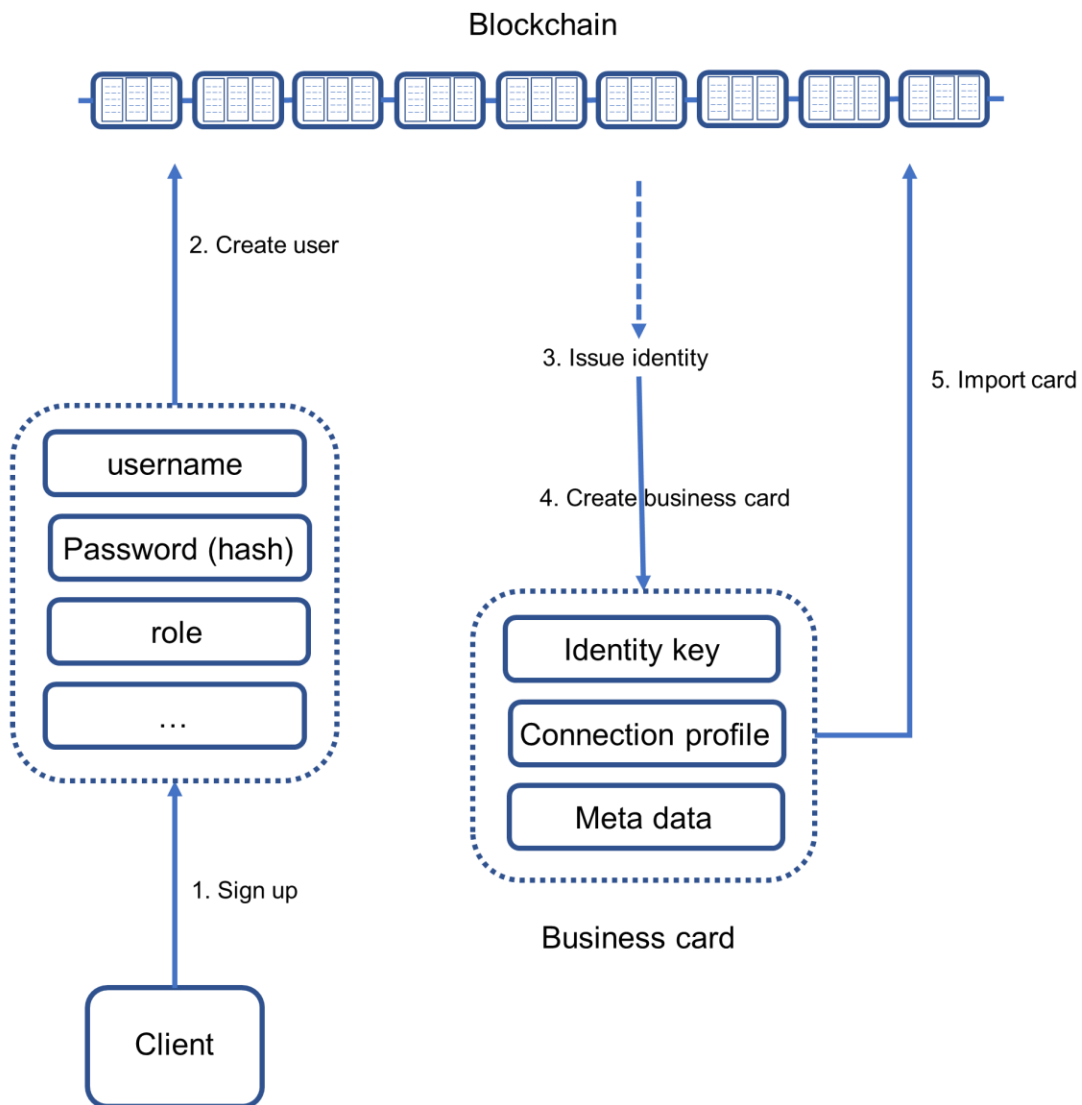 Blockchain
2. Create user
3. Issue identity
5. Import card
username
4. Create business card
Password (hash)
role
Identity key
…
Connection profile
Meta data
1. Sign up
Business card
Client